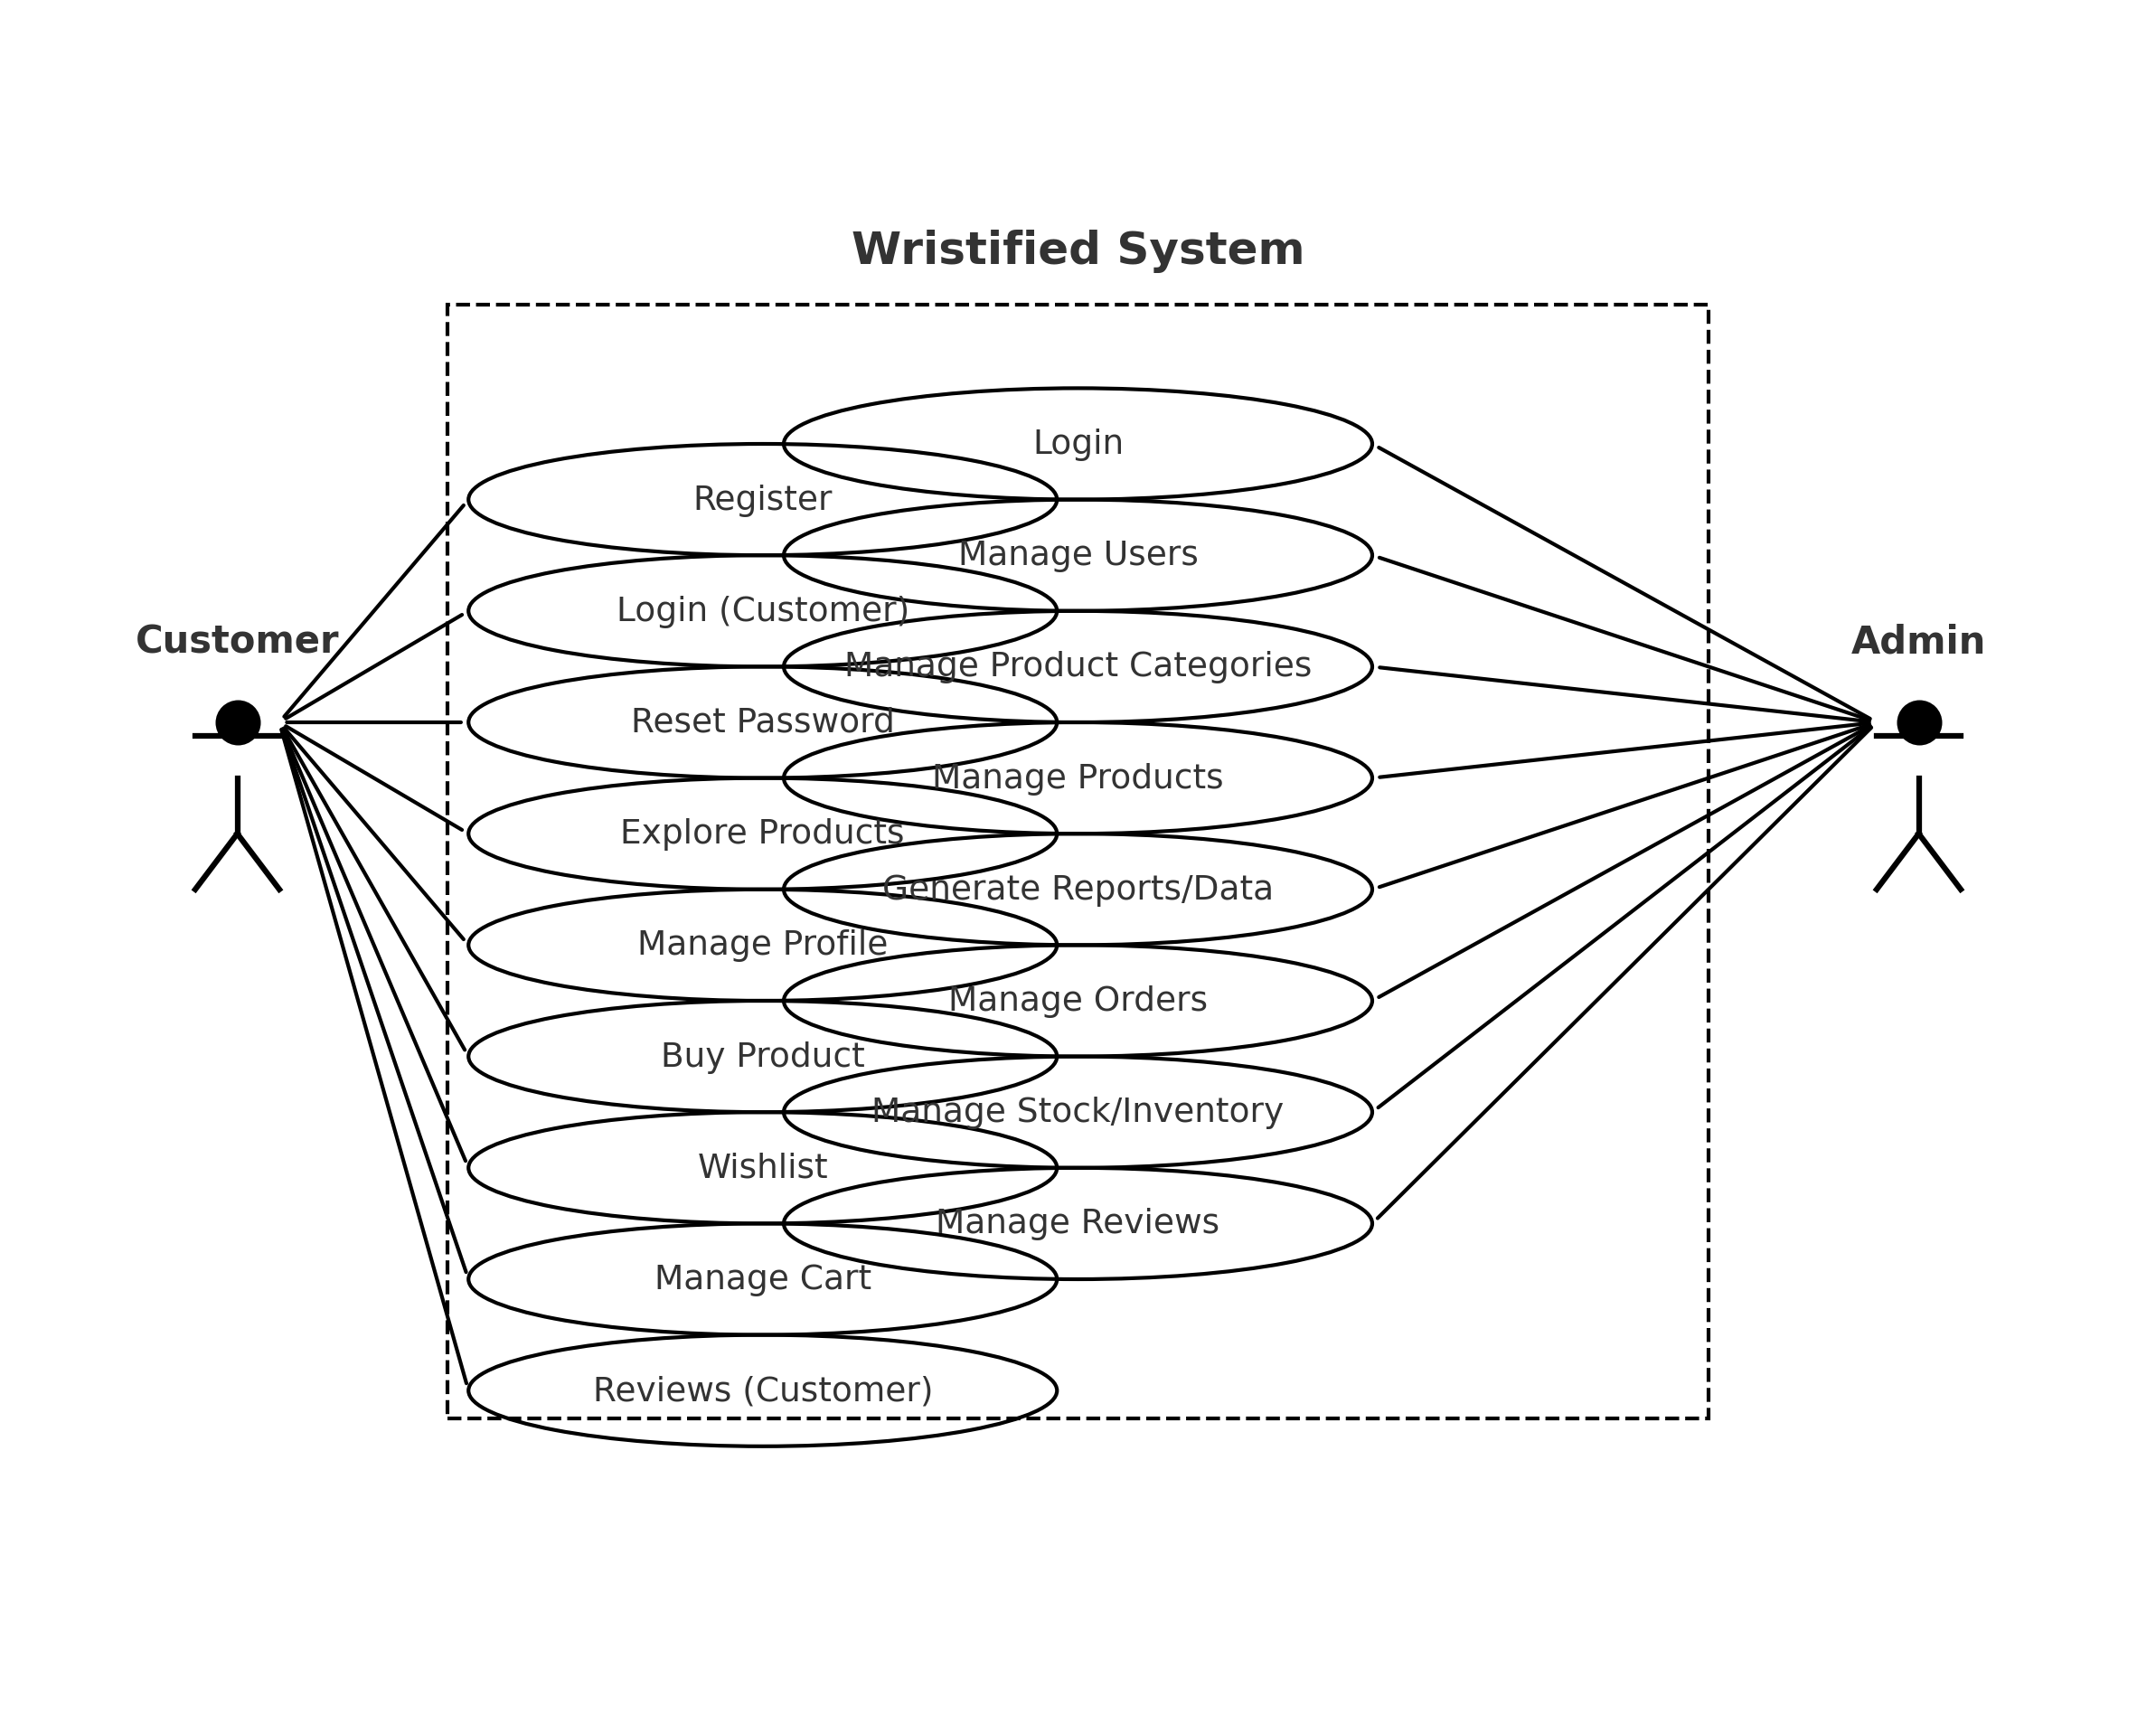 Wristified System
Customer
Admin
Login
Register
Manage Users
Login (Customer)
Manage Product Categories
Reset Password
Manage Products
Explore Products
Generate Reports/Data
Manage Profile
Manage Orders
Buy Product
Manage Stock/Inventory
Wishlist
Manage Reviews
Manage Cart
Reviews (Customer)